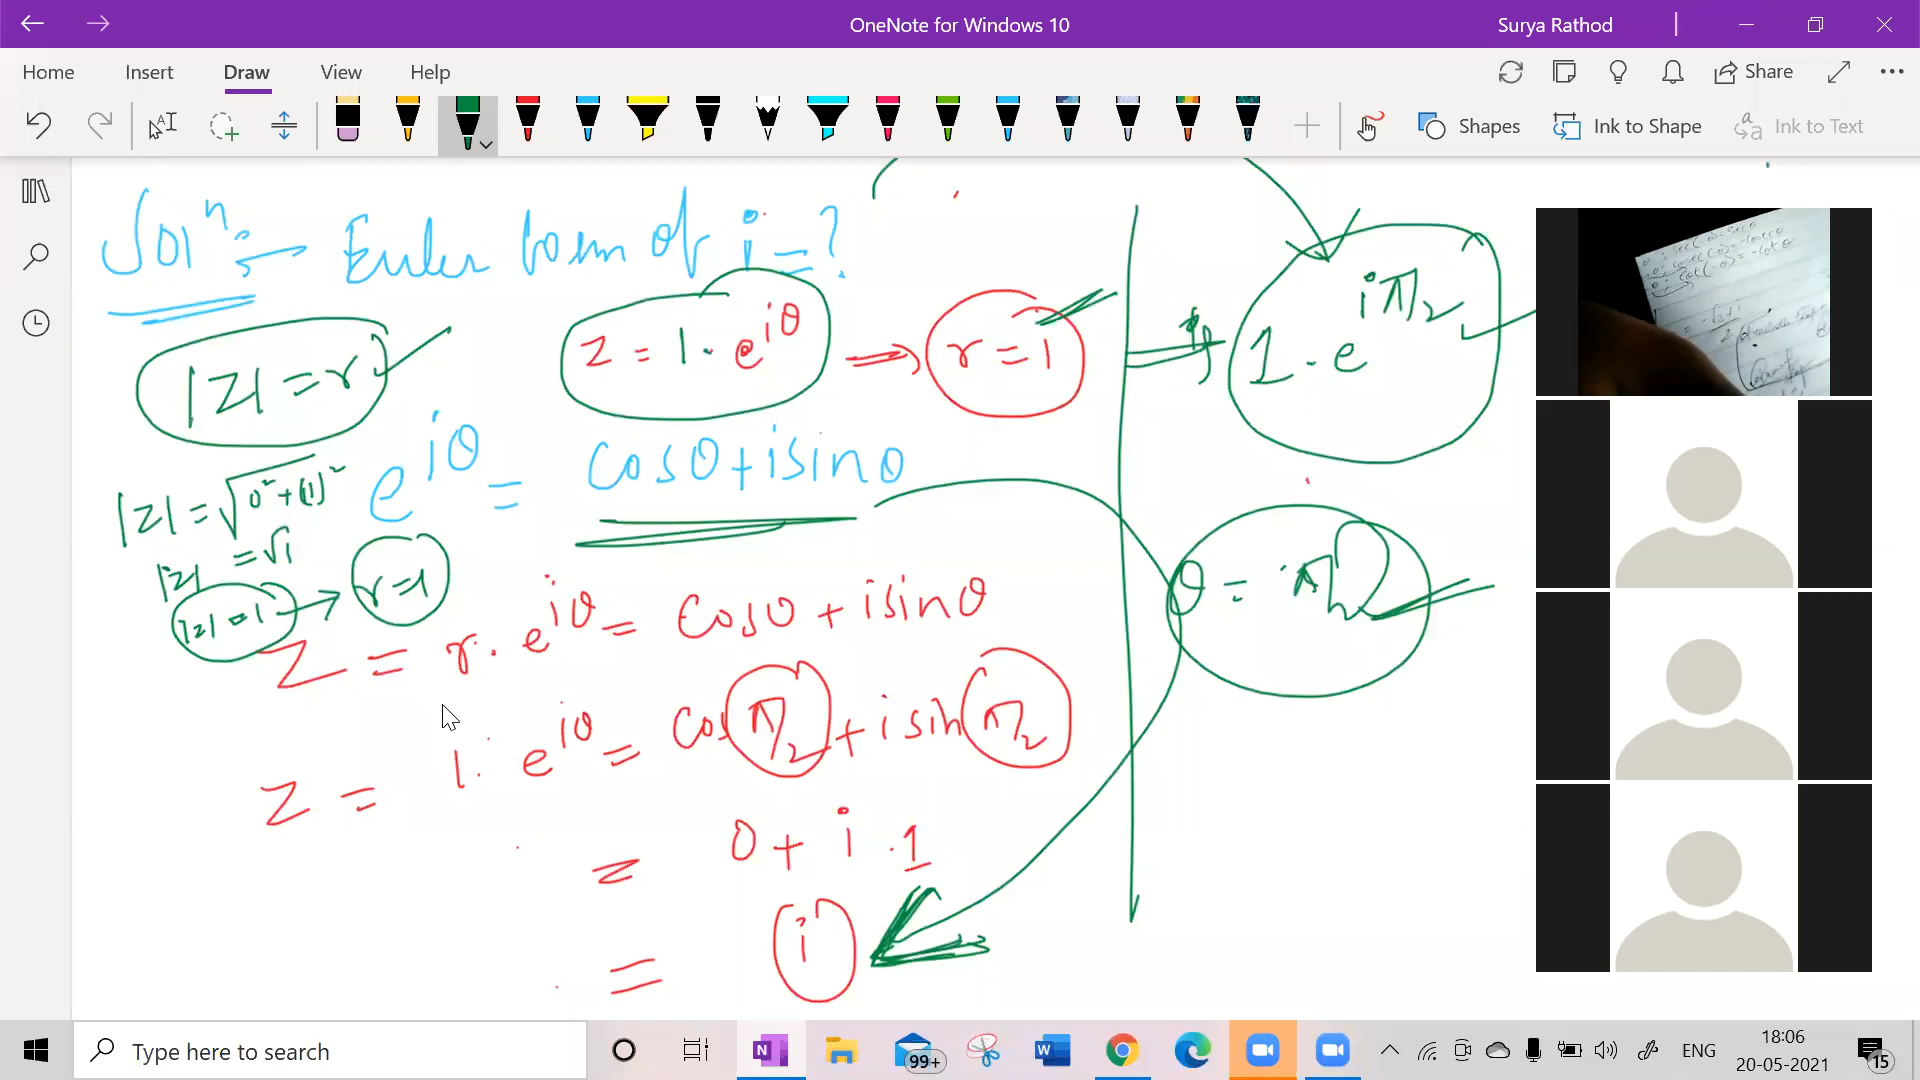 OneNote for Windows 10
Surya Rathod
Home Insert Draw View Help
Share
Shapes Ink to Shape Ink to Text
Solⁿ:→ Euler form of i = ?
|Z| = r
z = 1 · e^{iθ} ⇒ r = 1
1 · e^{iπ/2}
e^{iθ} = cosθ + isinθ
|Z| = √(0² + (1)²)
= √1
|z|
|z| = 1 → r = 1
θ = π/2
Z = r · e^{iθ} = cosθ + isinθ
Z = 1 · e^{iθ} = cos π/2 + i sin π/2
= 0 + i · 1
= i
Type here to search
99+
ENG
18:06
20-05-2021
15